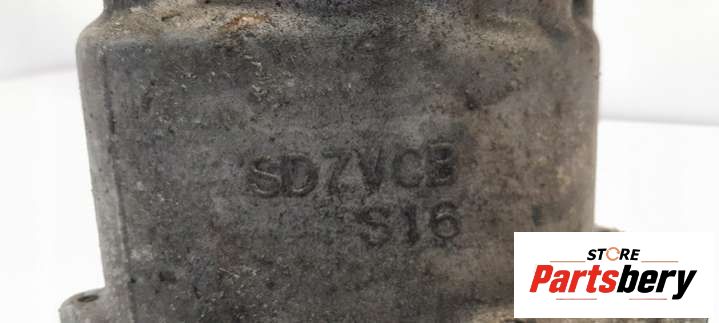 SD7VCB
S16
STORE
Partsbery